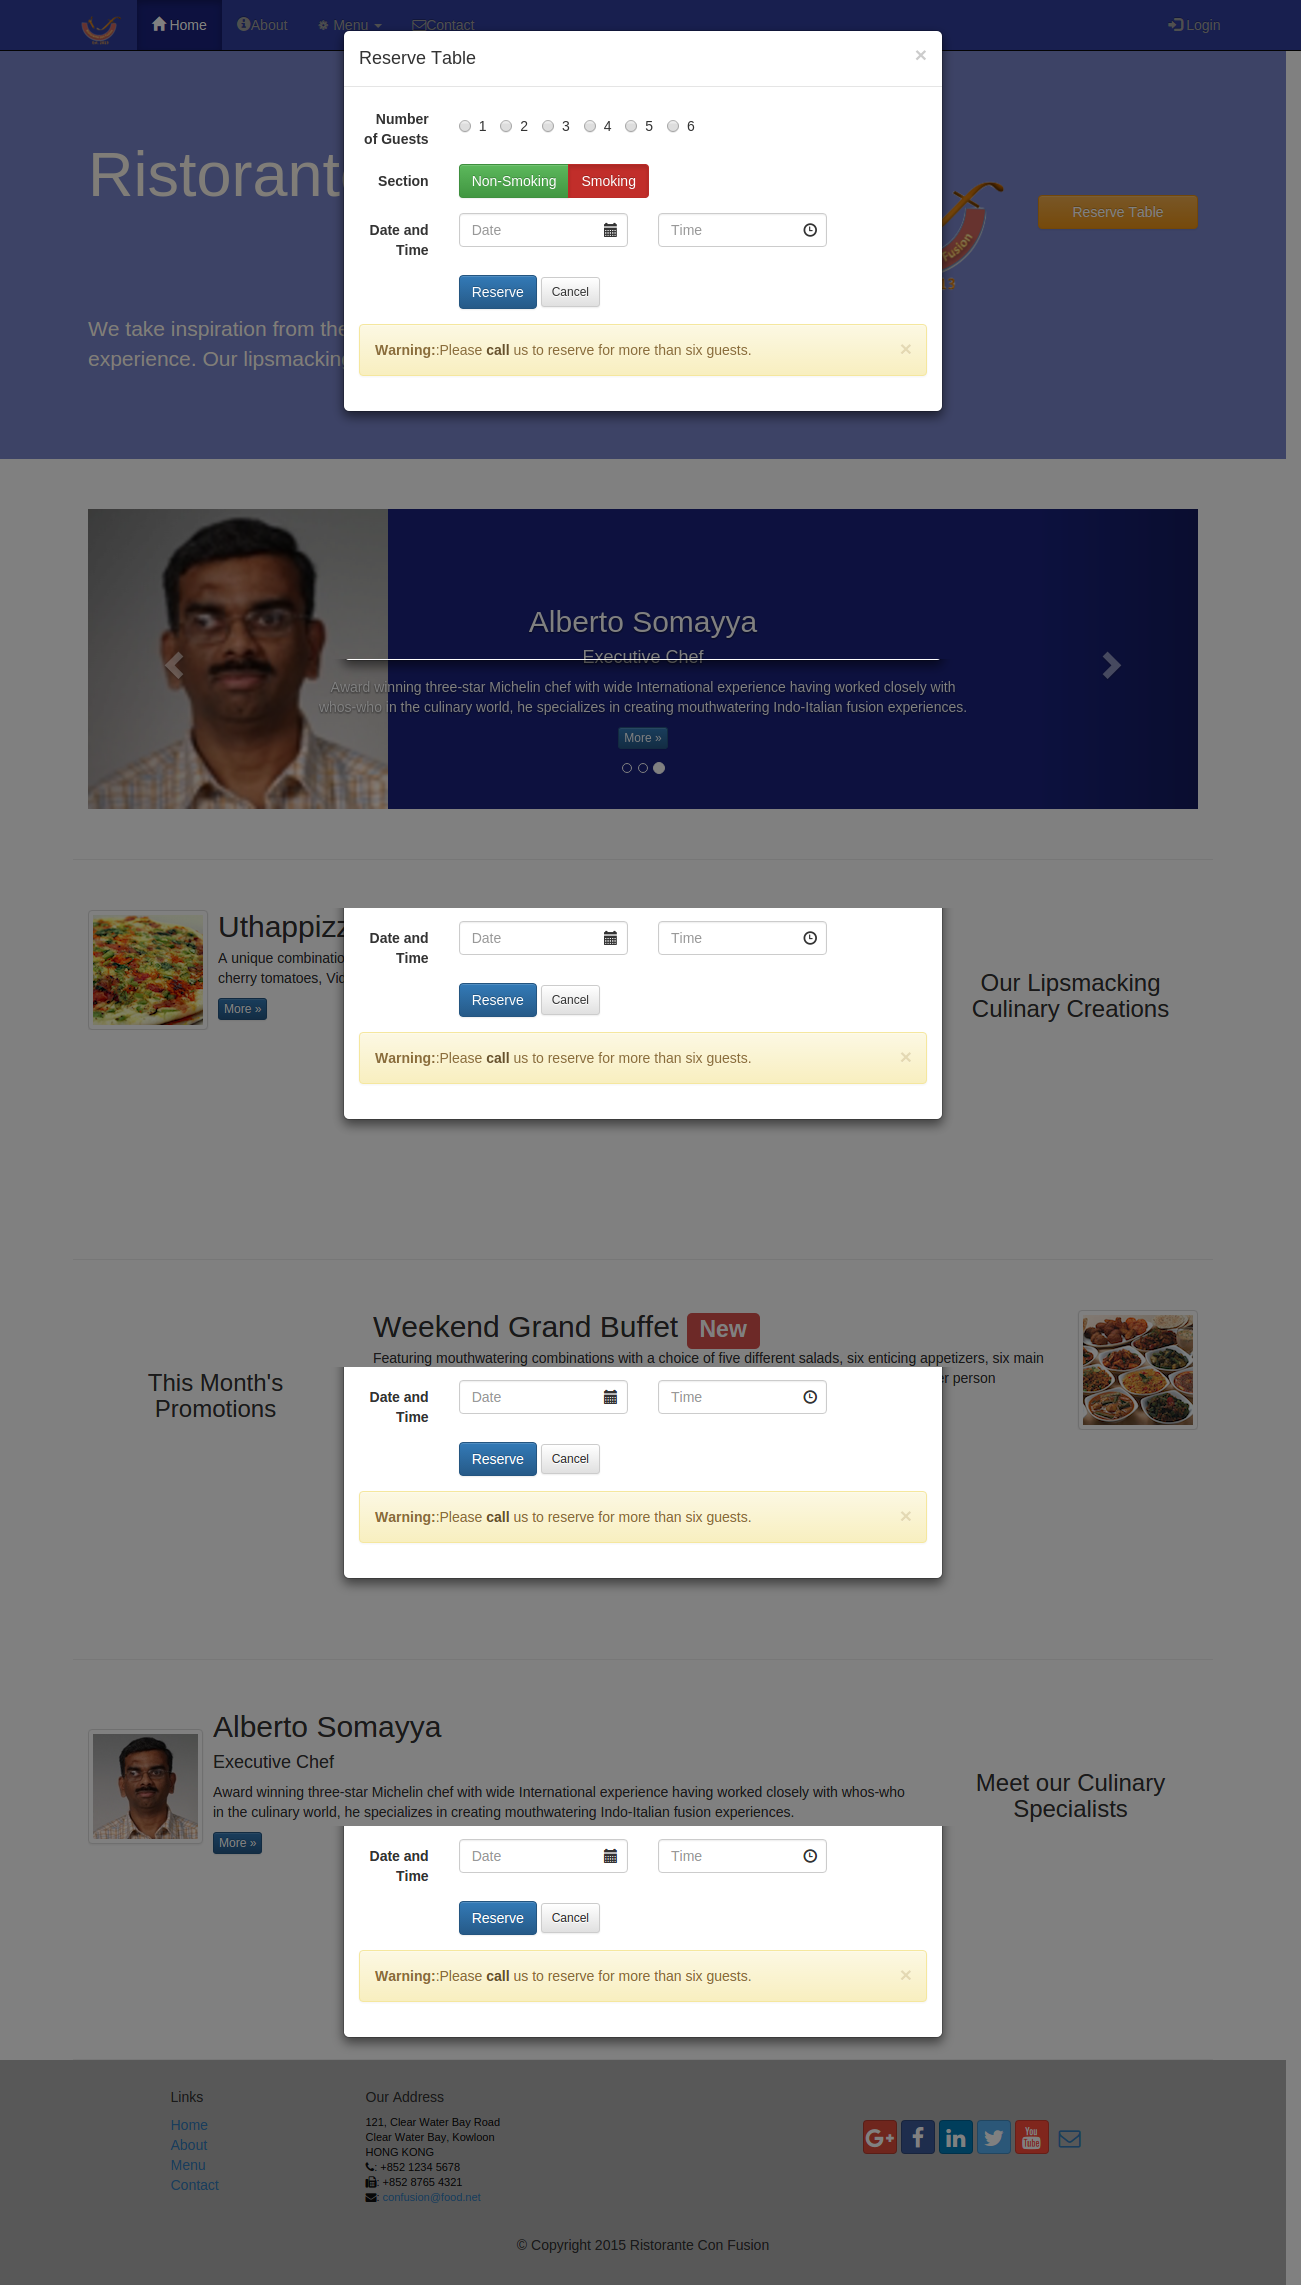 Home About Menu Contact Login
Reserve Table ×
Number
of Guests
1 2 3 4 5 6
Section Non-Smoking Smoking
Date and
Time
Date Time
Reserve Cancel
Warning::Please call us to reserve for more than six guests. ×
Ristorant
Reserve Table
Fusion
We take inspiration from the
experience. Our lipsmacking
Alberto Somayya
Executive Chef
Award winning three-star Michelin chef with wide International experience having worked closely with
whos-who in the culinary world, he specializes in creating mouthwatering Indo-Italian fusion experiences.
More »
Uthappizz
A unique combinatio
cherry tomatoes, Vid
More »
Our Lipsmacking
Culinary Creations
Date and
Time
Date Time
Reserve Cancel
Warning::Please call us to reserve for more than six guests. ×
This Month's
Promotions
Weekend Grand Buffet New
Featuring mouthwatering combinations with a choice of five different salads, six enticing appetizers, six main
er person
Date and
Time
Date Time
Reserve Cancel
Warning::Please call us to reserve for more than six guests. ×
Alberto Somayya
Executive Chef
Award winning three-star Michelin chef with wide International experience having worked closely with whos-who
in the culinary world, he specializes in creating mouthwatering Indo-Italian fusion experiences.
More »
Meet our Culinary
Specialists
Date and
Time
Date Time
Reserve Cancel
Warning::Please call us to reserve for more than six guests. ×
Links
Home
About
Menu
Contact
Our Address
121, Clear Water Bay Road
Clear Water Bay, Kowloon
HONG KONG
: +852 1234 5678
: +852 8765 4321
: confusion@food.net
G+ f in You Tube
© Copyright 2015 Ristorante Con Fusion